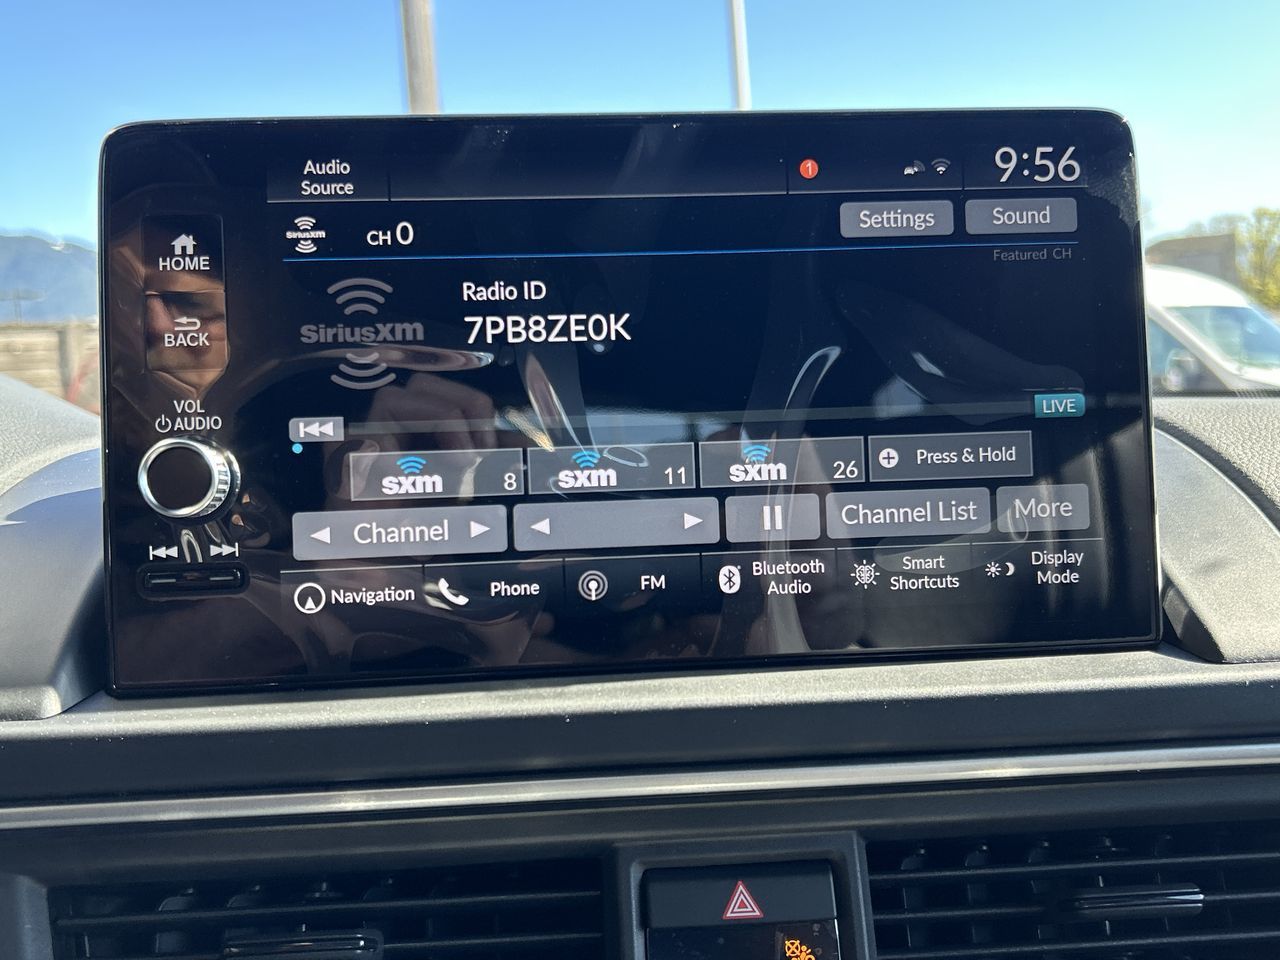 Audio
Source
1
9:56
SiriusXM
CH 0
Settings
Sound
Featured CH
HOME
BACK
VOL
AUDIO
SiriusXM
Radio ID
7PB8ZE0K
LIVE
sxm 8
sxm 11
sxm 26
Press & Hold
Channel
Channel List
More
Navigation
Phone
FM
Bluetooth
Audio
Smart
Shortcuts
Display
Mode